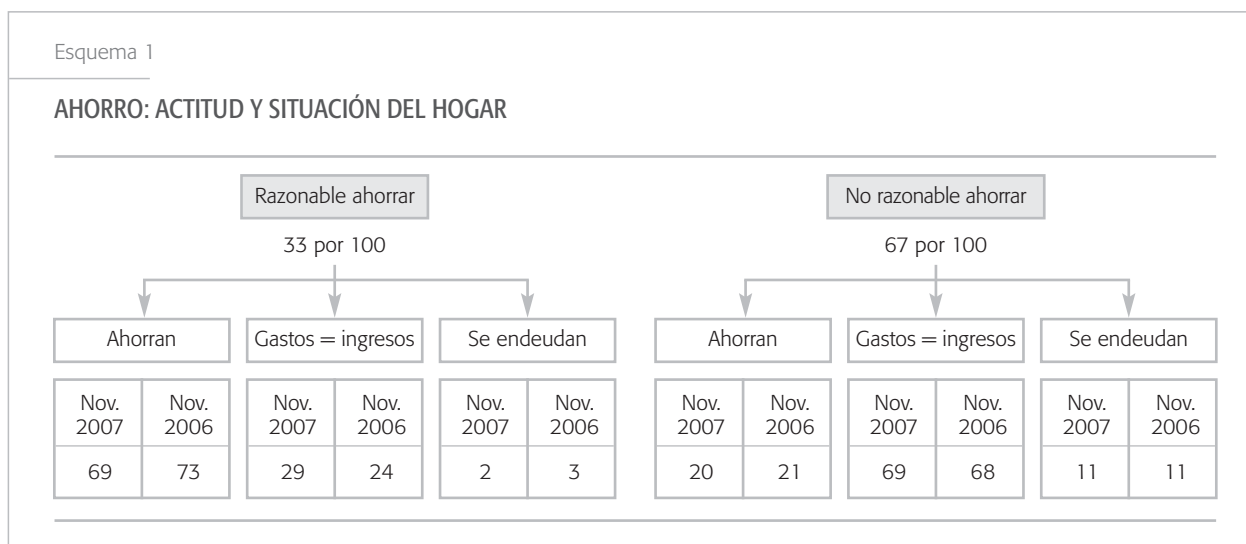 Esquema 1
AHORRO: ACTITUD Y SITUACIÓN DEL HOGAR
Razonable ahorrar
33 por 100
Ahorran
Gastos = ingresos
Se endeudan
Nov. 2007
Nov. 2006
Nov. 2007
Nov. 2006
Nov. 2007
Nov. 2006
69
73
29
24
2
3
No razonable ahorrar
67 por 100
Ahorran
Gastos = ingresos
Se endeudan
Nov. 2007
Nov. 2006
Nov. 2007
Nov. 2006
Nov. 2007
Nov. 2006
20
21
69
68
11
11